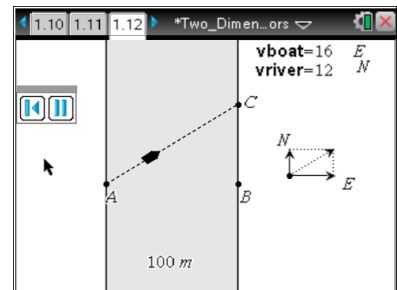 1.10 1.11 1.12 *Two_Dimen…ors
vboat=16 E
vriver=12 N
C
N
E
A
B
100 m